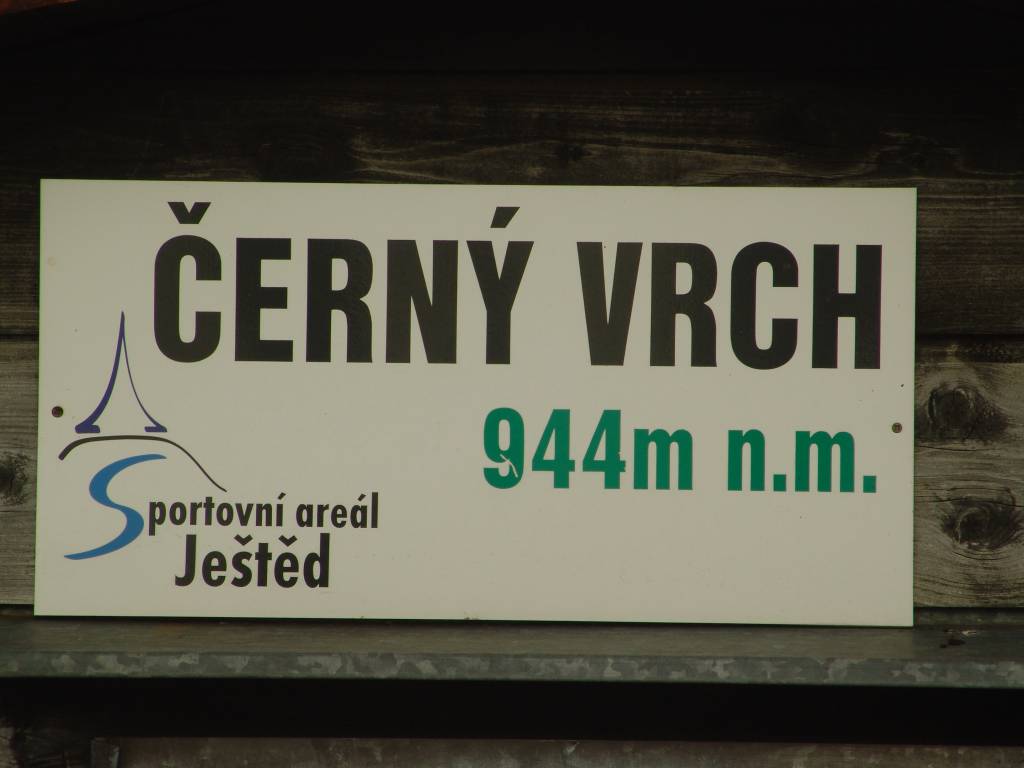 ČERNÝ VRCH
944m n.m.
Sportovní areál
Ještěd